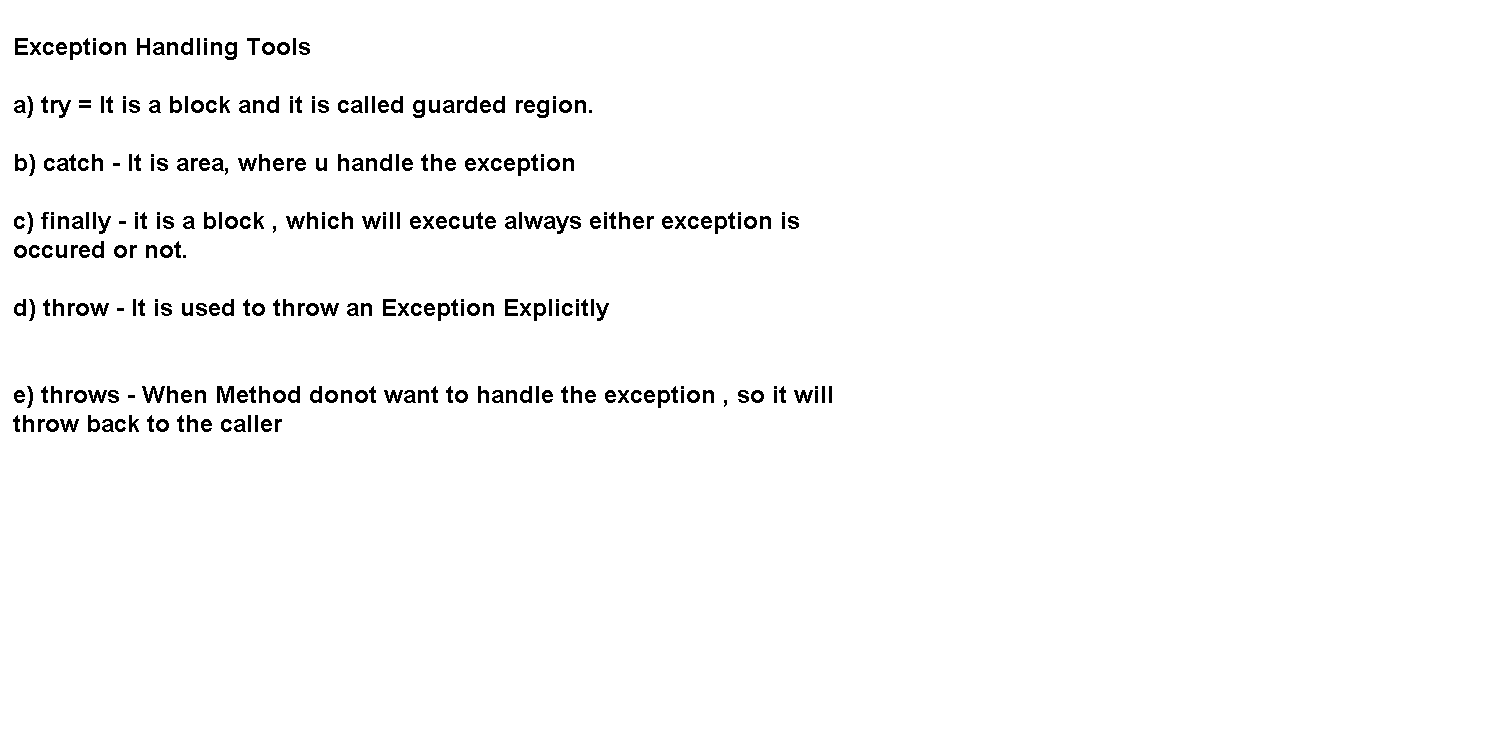 Exception Handling Tools
a) try = It is a block and it is called guarded region.
b) catch - It is area, where u handle the exception
c) finally - it is a block , which will execute always either exception is
occured or not.
d) throw - It is used to throw an Exception Explicitly
e) throws - When Method donot want to handle the exception , so it will
throw back to the caller